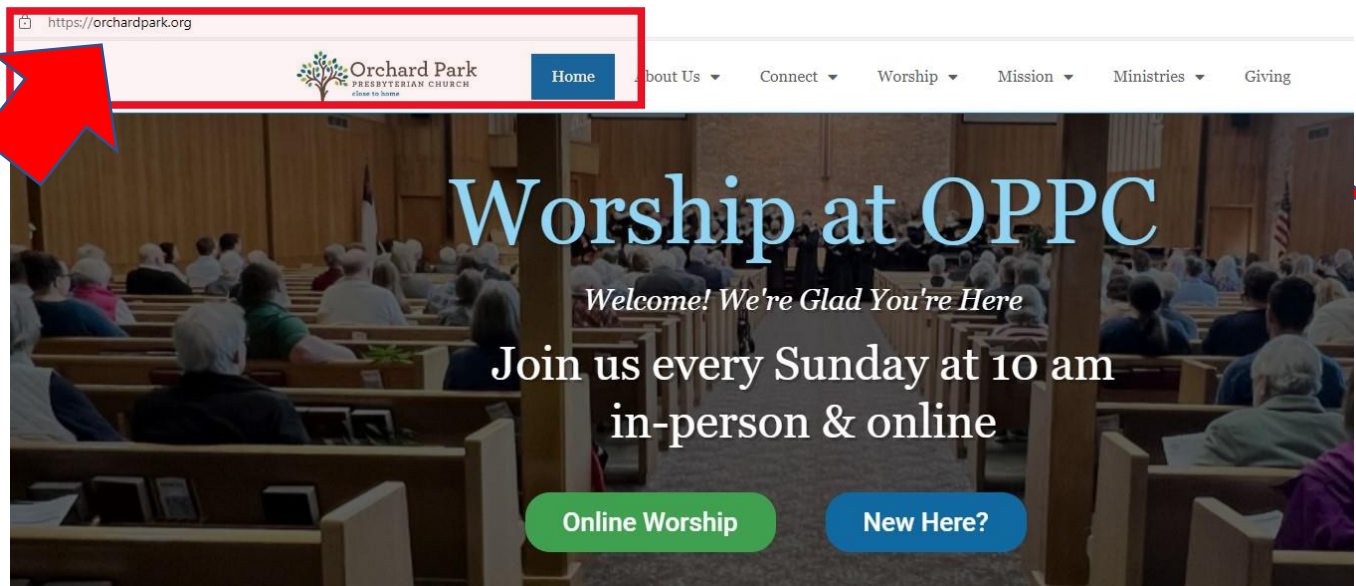 https://orchardpark.org
Orchard Park
PRESBYTERIAN CHURCH
close to home
Home
About Us
Connect
Worship
Mission
Ministries
Giving
Worship at OPPC
Welcome! We're Glad You're Here
Join us every Sunday at 10 am
in-person & online
Online Worship
New Here?